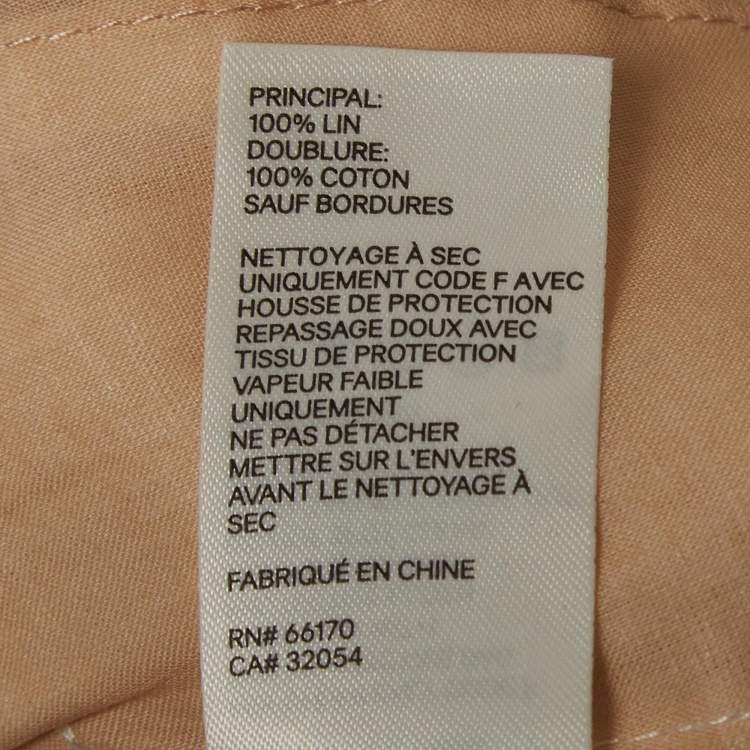 PRINCIPAL:
100% LIN
DOUBLURE:
100% COTON
SAUF BORDURES
NETTOYAGE À SEC
UNIQUEMENT CODE F AVEC
HOUSSE DE PROTECTION
REPASSAGE DOUX AVEC
TISSU DE PROTECTION
VAPEUR FAIBLE
UNIQUEMENT
NE PAS DÉTACHER
METTRE SUR L'ENVERS
AVANT LE NETTOYAGE À
SEC
FABRIQUÉ EN CHINE
RN# 66170
CA# 32054